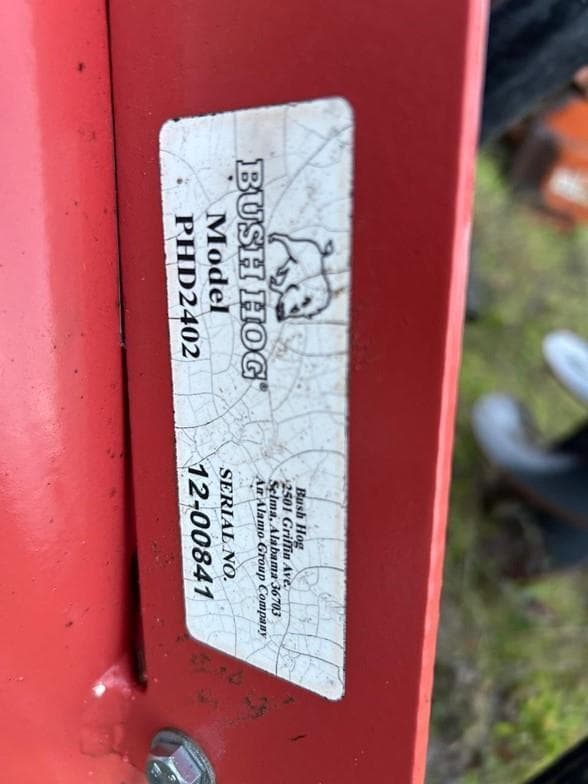 BUSH HOG®
Model
PHD2402
Bush Hog
2501 Griffin Ave.
Selma, Alabama 36703
An Alamo Group Company
SERIAL NO.
12-00841